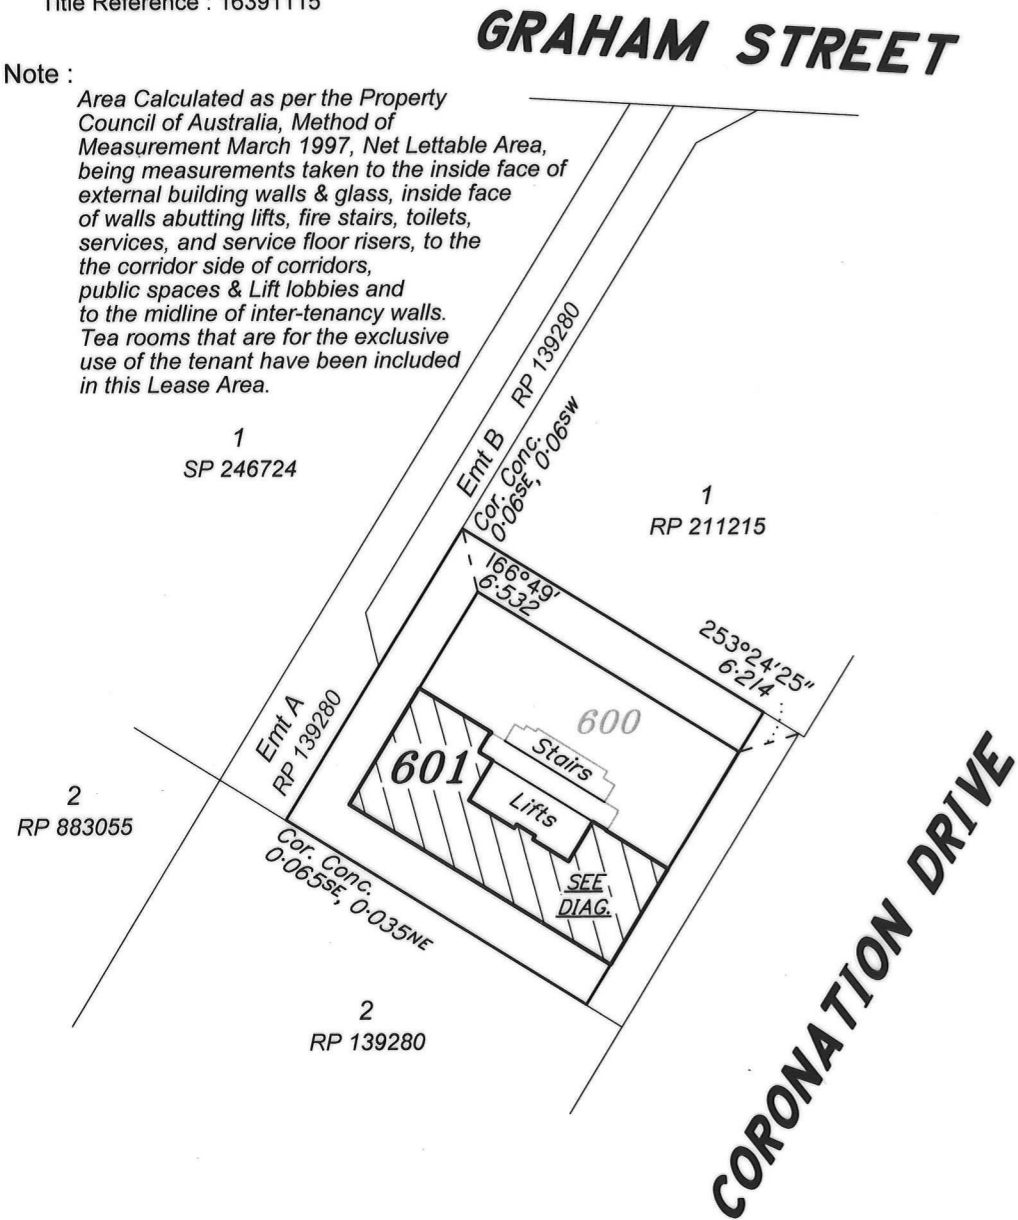 Title Reference : 16391115
GRAHAM STREET
Note :
Area Calculated as per the Property
Council of Australia, Method of
Measurement March 1997, Net Lettable Area,
being measurements taken to the inside face of
external building walls & glass, inside face
of walls abutting lifts, fire stairs, toilets,
services, and service floor risers, to the
the corridor side of corridors,
public spaces & Lift lobbies and
to the midline of inter-tenancy walls.
Tea rooms that are for the exclusive
use of the tenant have been included
in this Lease Area.
1
SP 246724
Emt B RP 139280
Cor. Conc.
0·06SE, 0·06SW
1
RP 211215
166°49'
6·532
253°24'25"
6·214
Emt A
RP 139280
600
Stairs
601
Lifts
2
RP 883055
Cor. Conc.
0·065SE, 0·035NE
SEE
DIAG.
2
RP 139280
CORONATION DRIVE